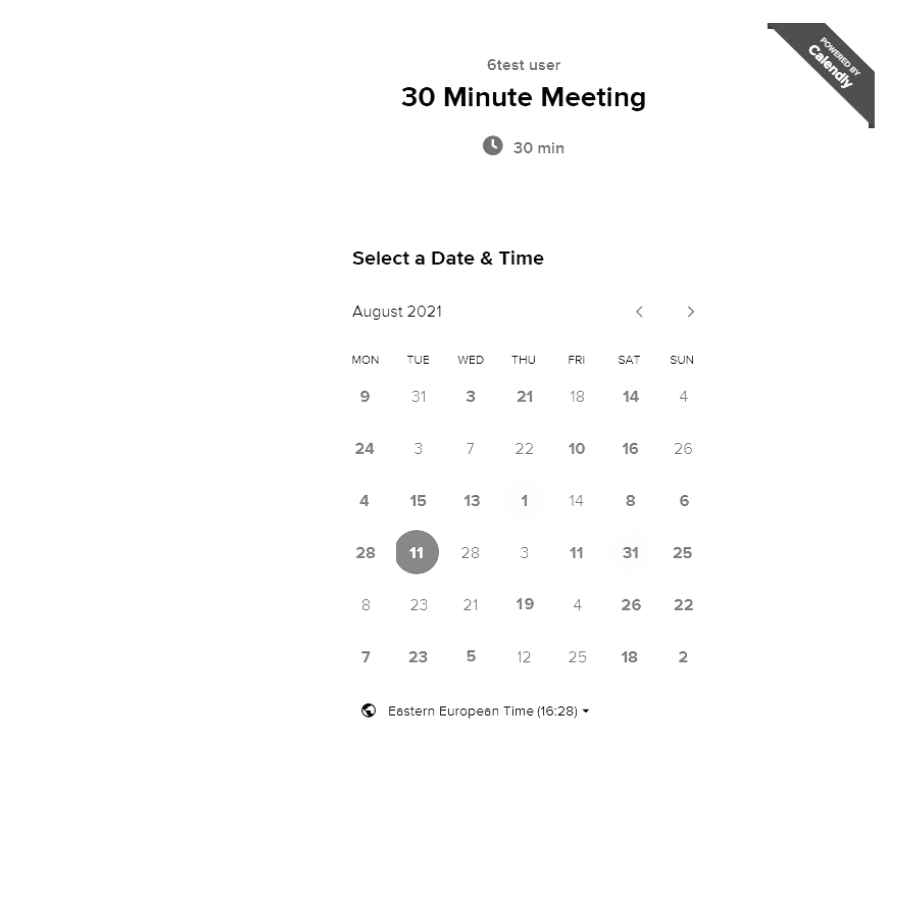 POWERED BY
Calendly
6test user
30 Minute Meeting
30 min
Select a Date & Time
August 2021
MON TUE WED THU FRI SAT SUN
9 31 3 21 18 14 4
24 3 7 22 10 16 26
4 15 13 1 14 8 6
28 11 28 3 11 31 25
8 23 21 19 4 26 22
7 23 5 12 25 18 2
Eastern European Time (16:28)